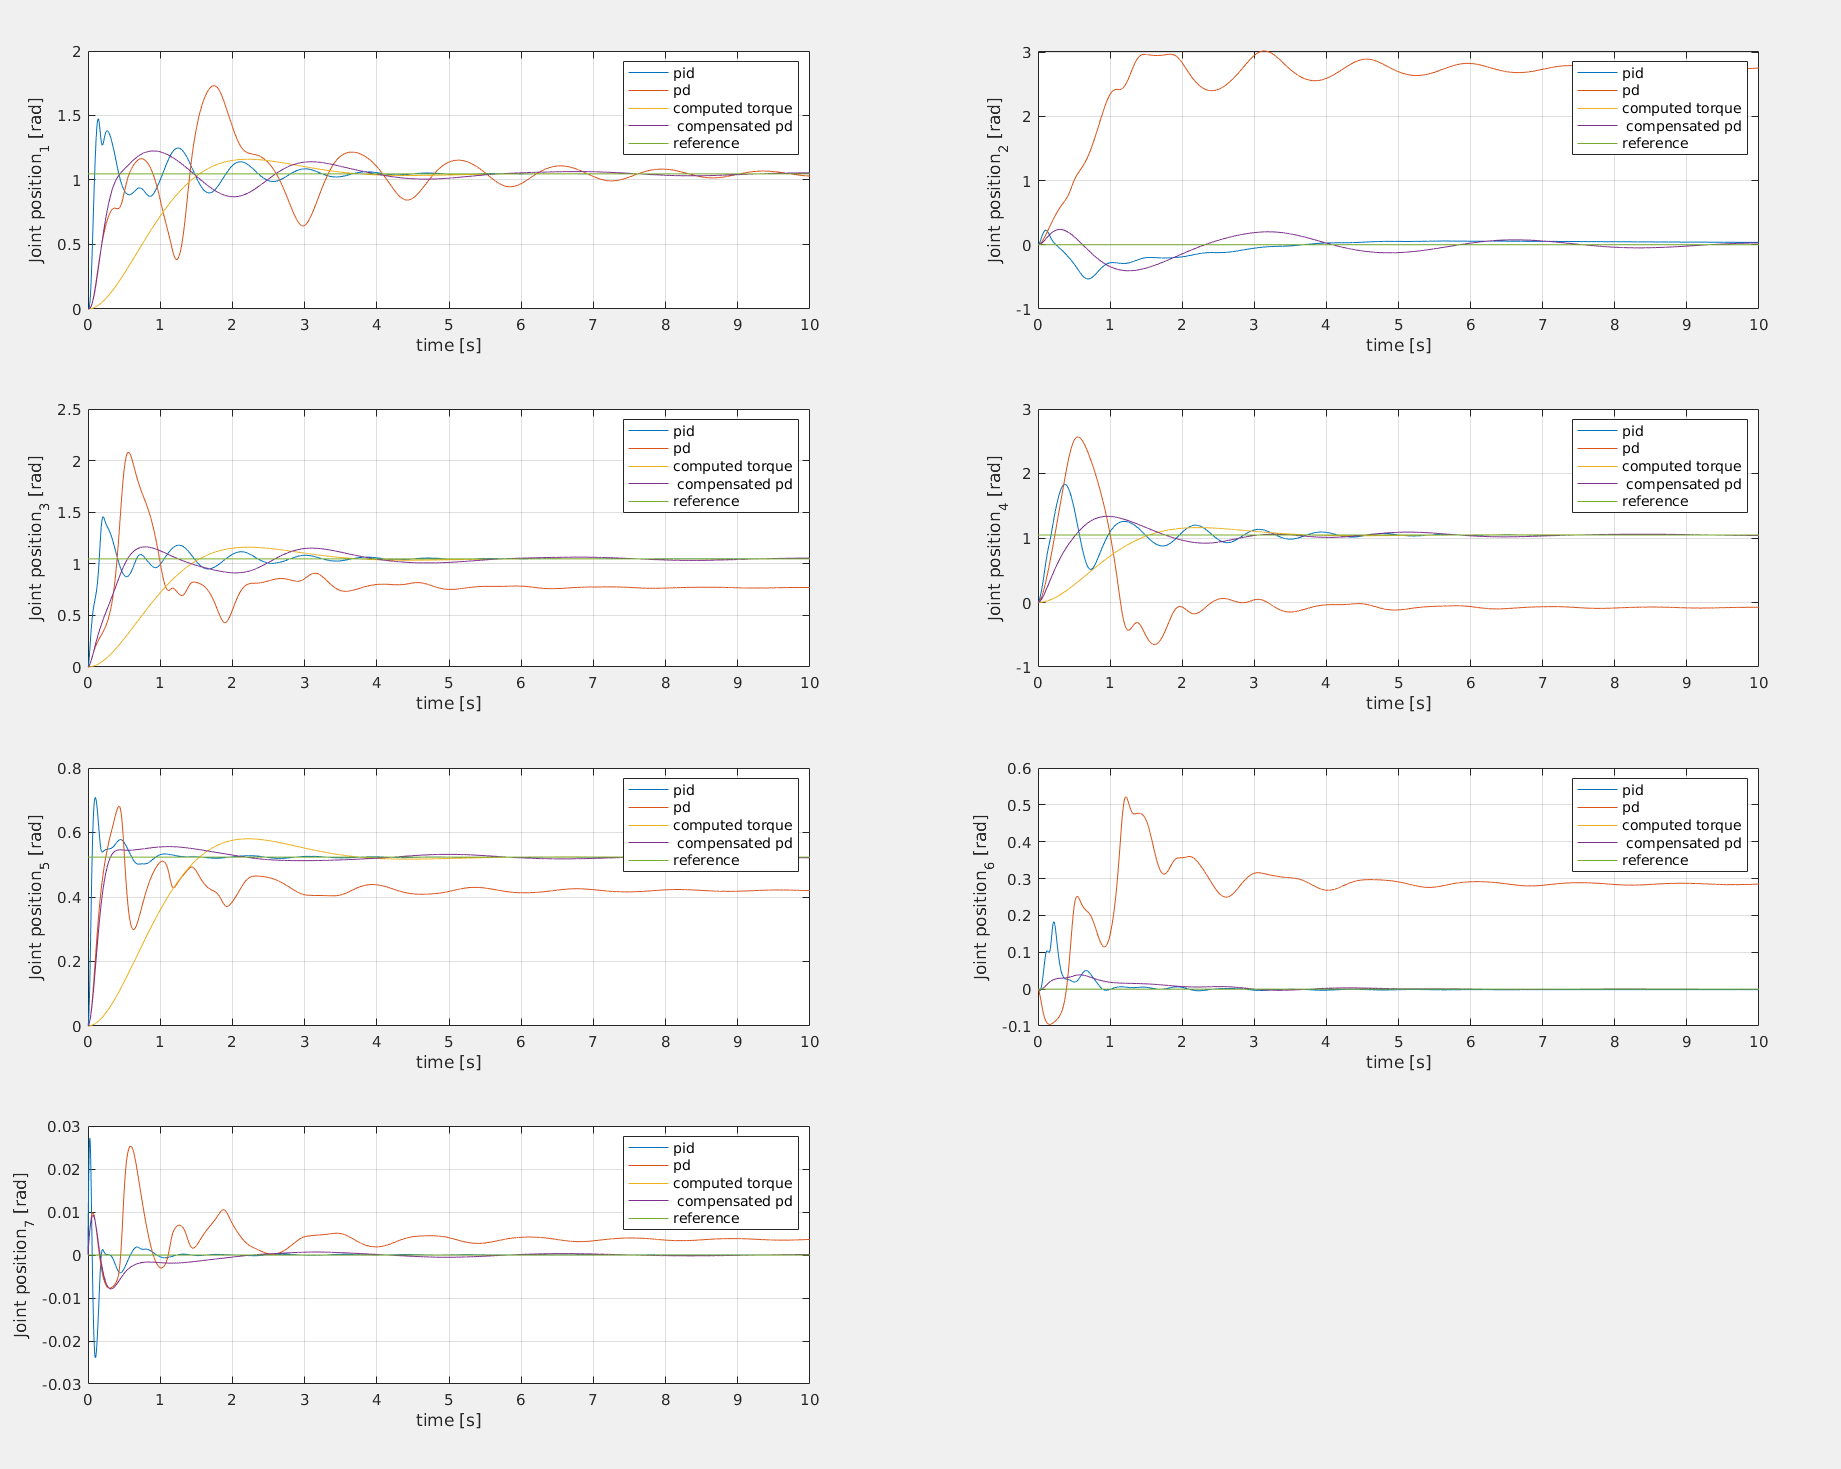 2
1.5
1
0.5
0
Joint position1 [rad]
0 1 2 3 4 5 6 7 8 9 10
time [s]
pid
pd
computed torque
compensated pd
reference
3
2
1
0
-1
Joint position2 [rad]
0 1 2 3 4 5 6 7 8 9 10
time [s]
pid
pd
computed torque
compensated pd
reference
2.5
2
1.5
1
0.5
0
Joint position3 [rad]
0 1 2 3 4 5 6 7 8 9 10
time [s]
pid
pd
computed torque
compensated pd
reference
3
2
1
0
-1
Joint position4 [rad]
0 1 2 3 4 5 6 7 8 9 10
time [s]
pid
pd
computed torque
compensated pd
reference
0.8
0.6
0.4
0.2
0
Joint position5 [rad]
0 1 2 3 4 5 6 7 8 9 10
time [s]
pid
pd
computed torque
compensated pd
reference
0.6
0.5
0.4
0.3
0.2
0.1
0
-0.1
Joint position6 [rad]
0 1 2 3 4 5 6 7 8 9 10
time [s]
pid
pd
computed torque
compensated pd
reference
0.03
0.02
0.01
0
-0.01
-0.02
-0.03
Joint position7 [rad]
0 1 2 3 4 5 6 7 8 9 10
time [s]
pid
pd
computed torque
compensated pd
reference